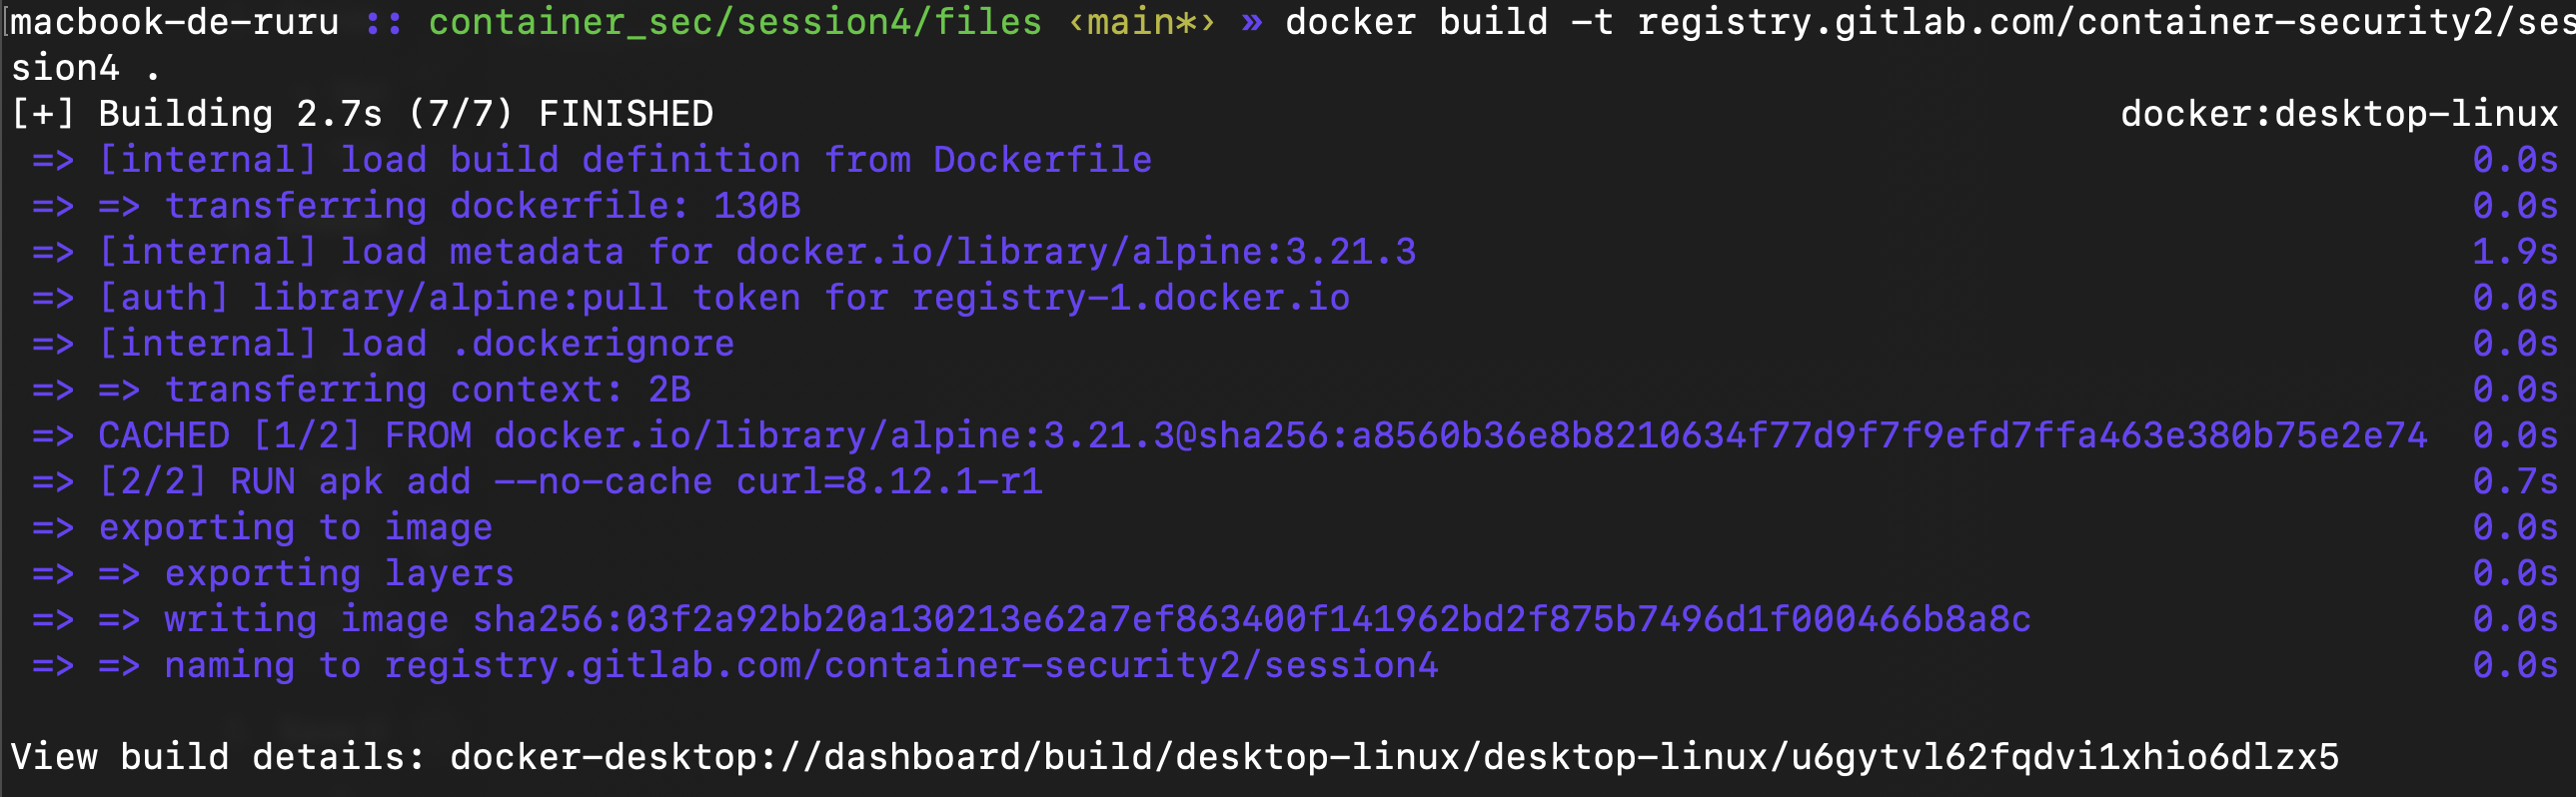 macbook-de-ruru :: container_sec/session4/files ‹main*› » docker build -t registry.gitlab.com/container-security2/ses
sion4 .
[+] Building 2.7s (7/7) FINISHED docker:desktop-linux
=> [internal] load build definition from Dockerfile 0.0s
=> => transferring dockerfile: 130B 0.0s
=> [internal] load metadata for docker.io/library/alpine:3.21.3 1.9s
=> [auth] library/alpine:pull token for registry-1.docker.io 0.0s
=> [internal] load .dockerignore 0.0s
=> => transferring context: 2B 0.0s
=> CACHED [1/2] FROM docker.io/library/alpine:3.21.3@sha256:a8560b36e8b8210634f77d9f7f9efd7ffa463e380b75e2e74 0.0s
=> [2/2] RUN apk add --no-cache curl=8.12.1-r1 0.7s
=> exporting to image 0.0s
=> => exporting layers 0.0s
=> => writing image sha256:03f2a92bb20a130213e62a7ef863400f141962bd2f875b7496d1f000466b8a8c 0.0s
=> => naming to registry.gitlab.com/container-security2/session4 0.0s
View build details: docker-desktop://dashboard/build/desktop-linux/desktop-linux/u6gytvl62fqdvi1xhio6dlzx5